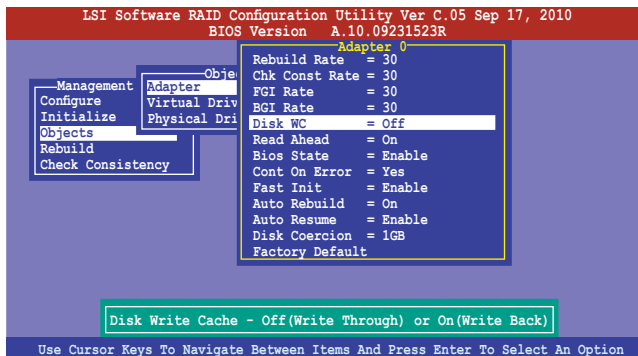 LSI Software RAID Configuration Utility Ver C.05 Sep 17, 2010
BIOS Version A.10.09231523R
Management
Configure
Initialize
Objects
Rebuild
Check Consistency
Obje
Adapter
Virtual Driv
Physical Dri
Adapter 0
Rebuild Rate = 30
Chk Const Rate = 30
FGI Rate = 30
BGI Rate = 30
Disk WC = Off
Read Ahead = On
Bios State = Enable
Cont On Error = Yes
Fast Init = Enable
Auto Rebuild = On
Auto Resume = Enable
Disk Coercion = 1GB
Factory Default
Disk Write Cache - Off(Write Through) or On(Write Back)
Use Cursor Keys To Navigate Between Items And Press Enter To Select An Option